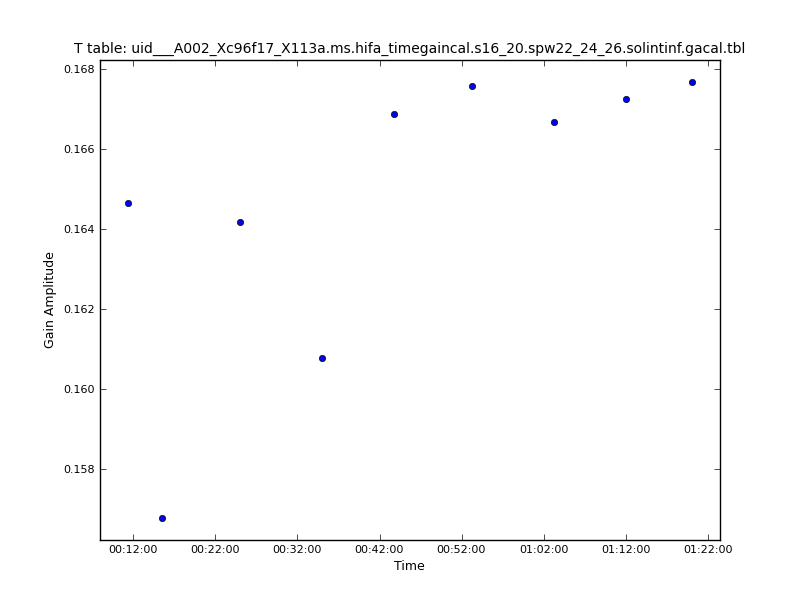 T table: uid___A002_Xc96f17_X113a.ms.hifa_timegaincal.s16_20.spw22_24_26.solintinf.gacal.tbl
0.168
0.166
0.164
0.162
0.160
0.158
Gain Amplitude
00:12:00 00:22:00 00:32:00 00:42:00 00:52:00 01:02:00 01:12:00 01:22:00
Time